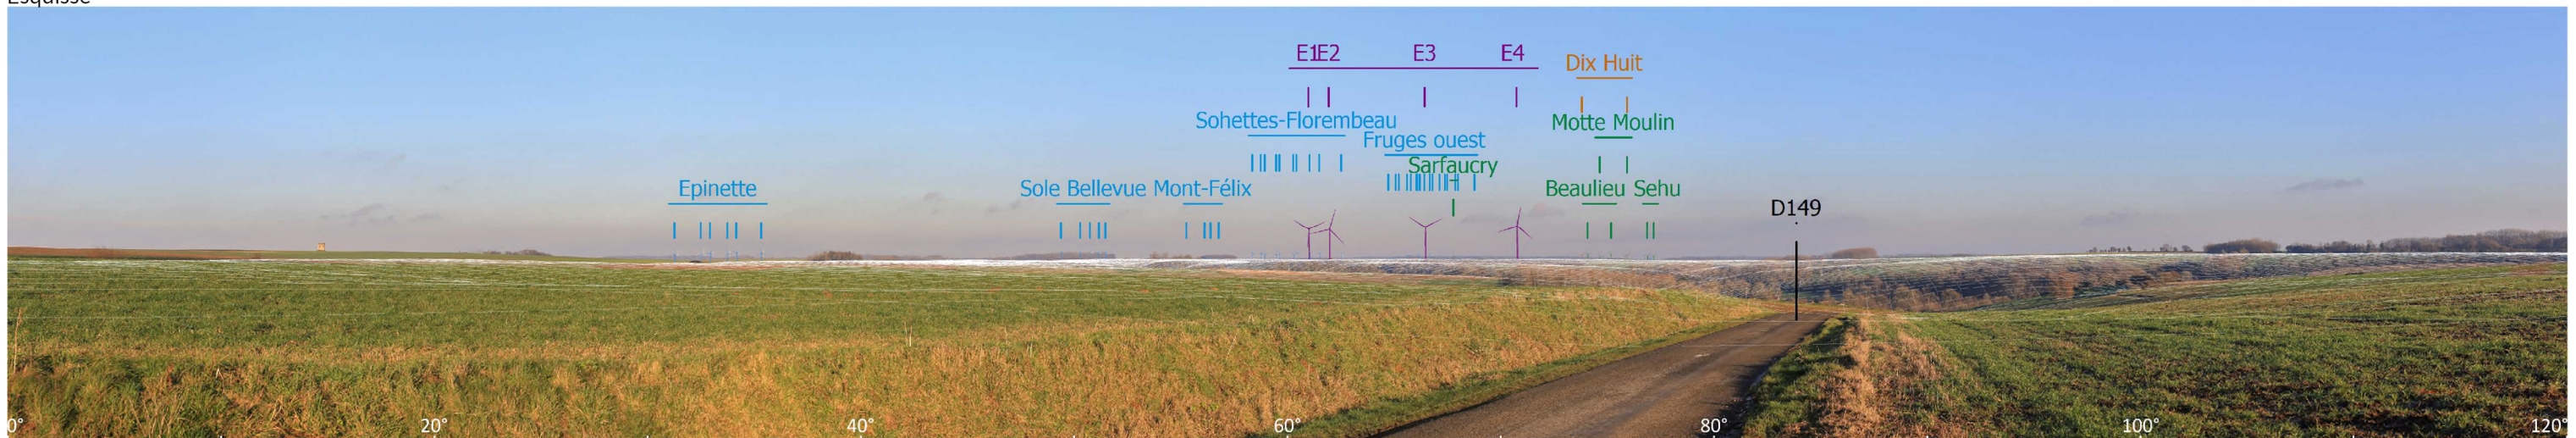 Esquisse
E1E2 E3 E4
Dix Huit
Sohettes-Florembeau
Motte Moulin
Fruges ouest
Sarfaucry
Epinette
Sole Bellevue Mont-Félix
Beaulieu Sehu
D149
0° 20° 40° 60° 80° 100° 120°